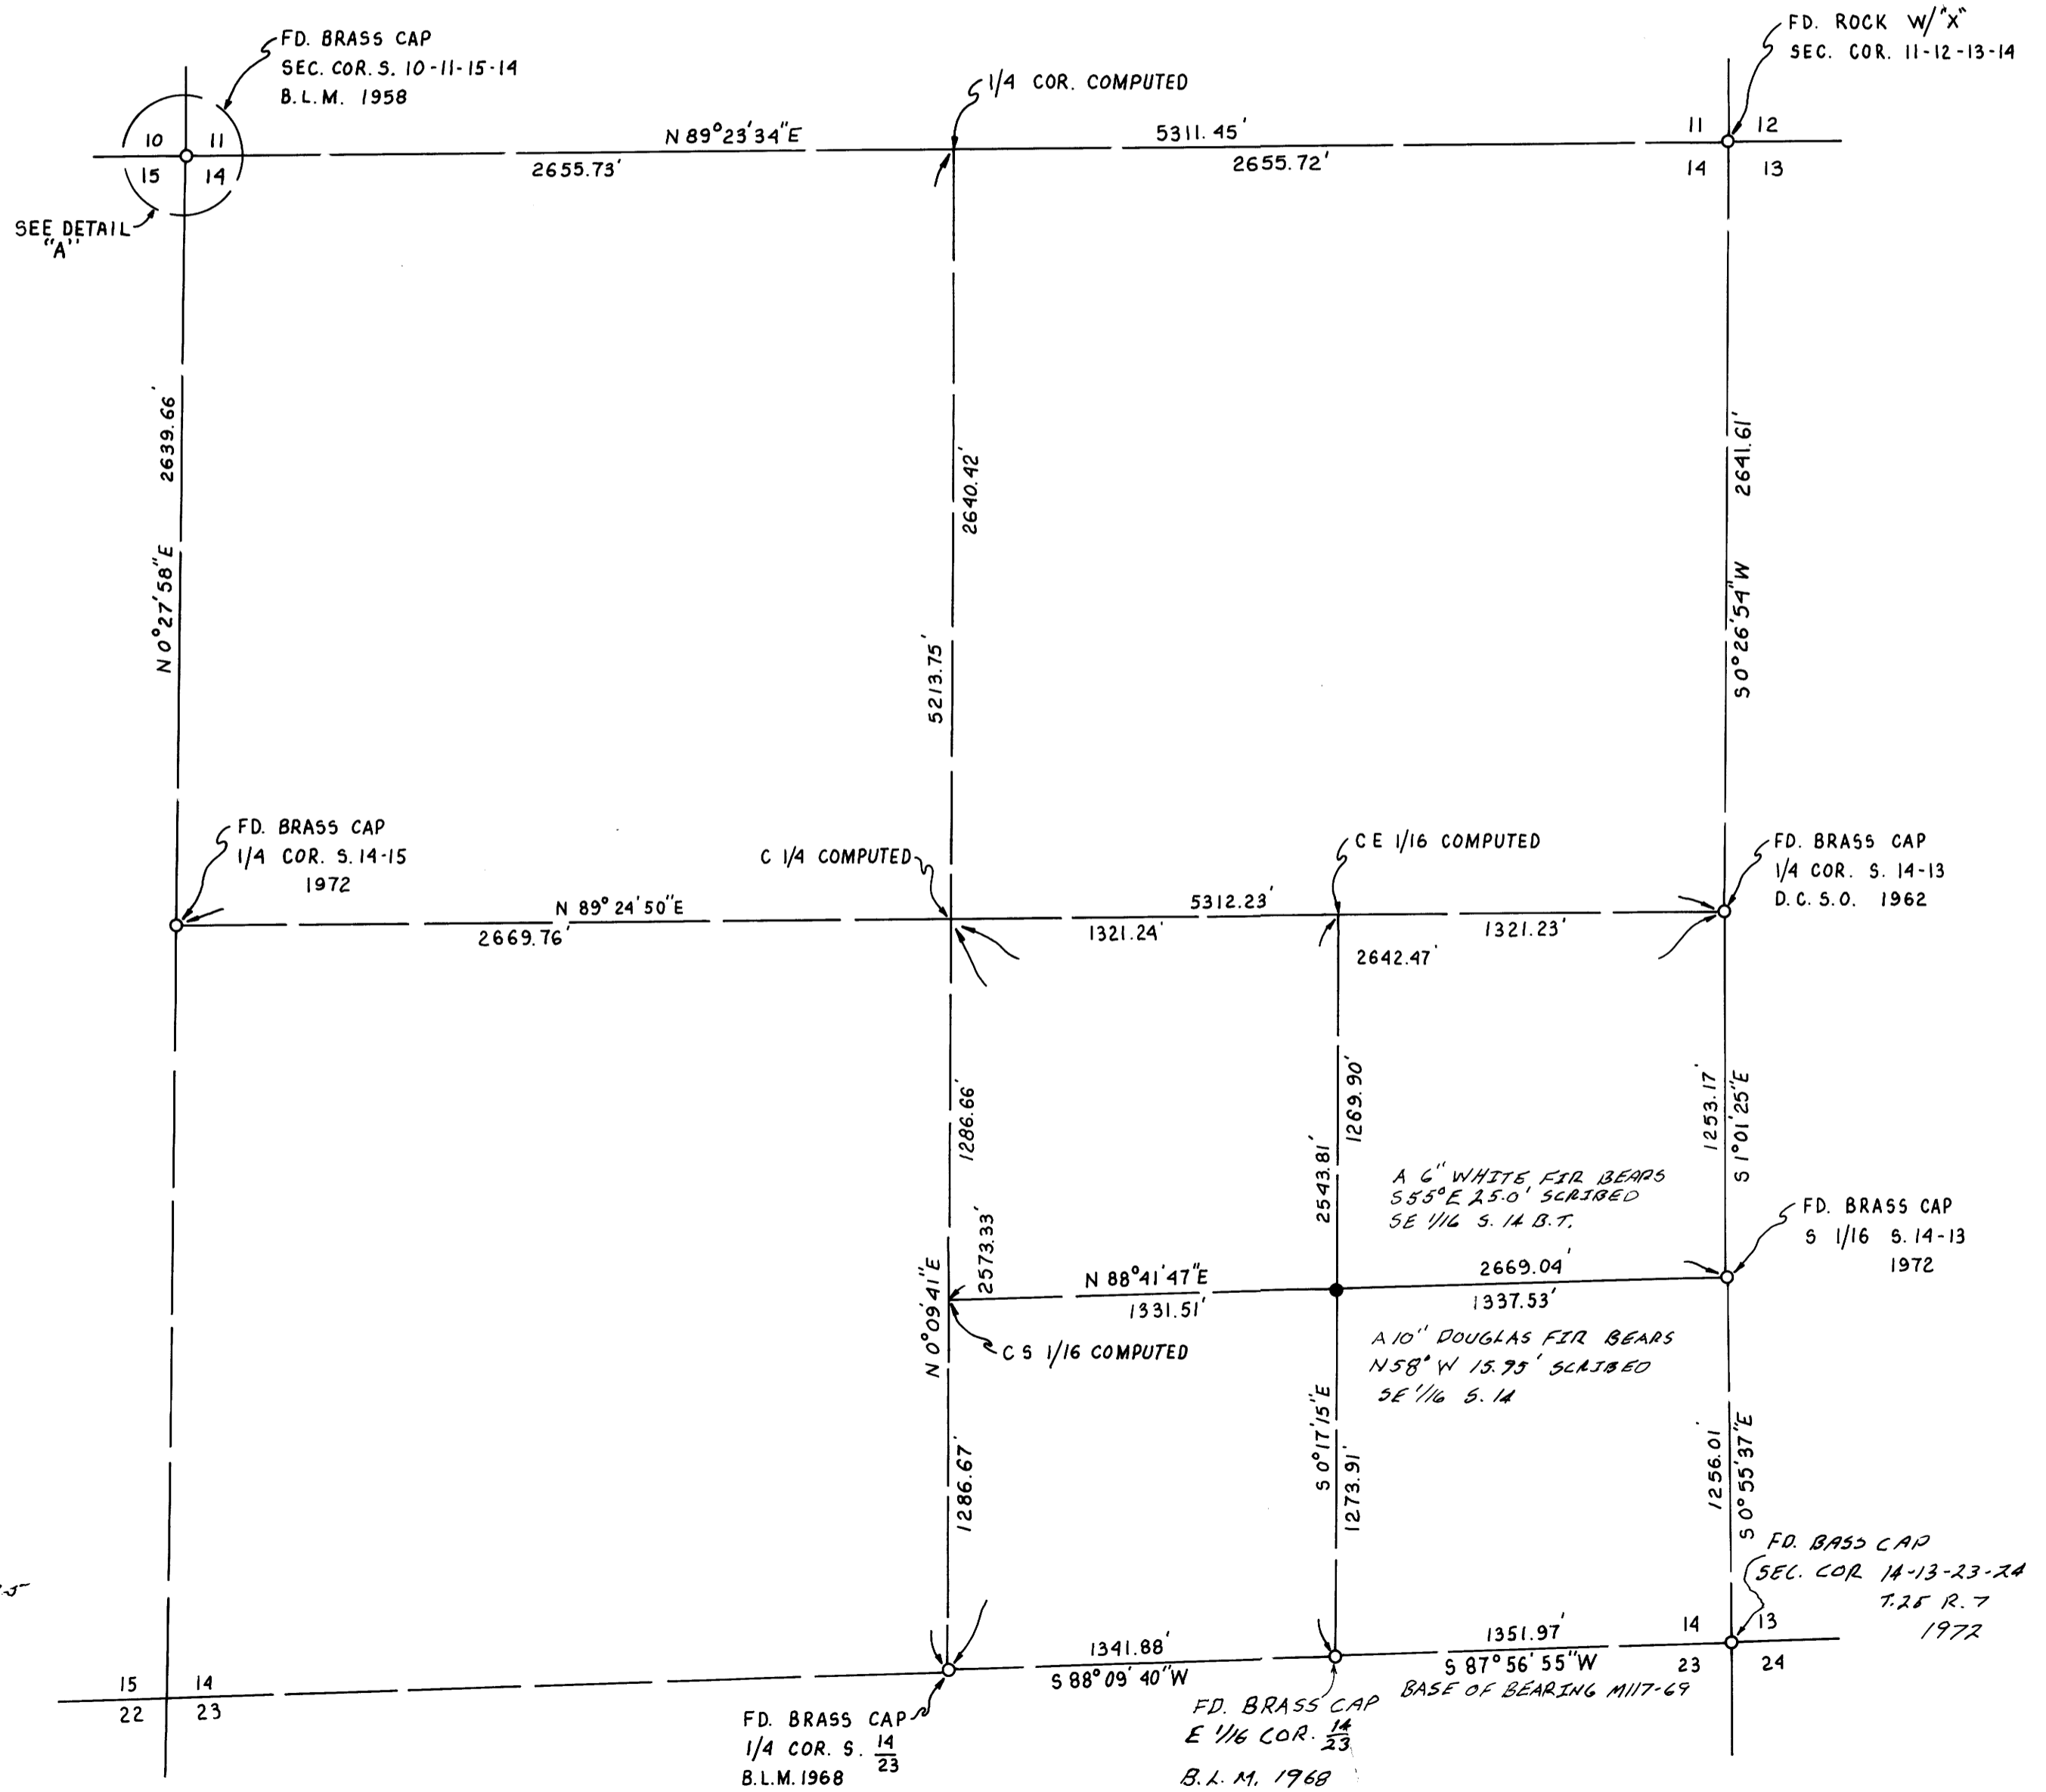 FD. BRASS CAP
SEC. COR. S. 10-11-15-14
B.L.M. 1958
1/4 COR. COMPUTED
FD. ROCK W/"X"
SEC. COR. 11-12-13-14
10 11
15 14
SEE DETAIL
"A"
N 89°23'34"E
2655.73'
5311.45'
2655.72'
11 12
14 13
2639.66'
N 0°27'58"E
2640.42'
5213.75'
2641.61'
S 0°26'54"W
FD. BRASS CAP
1/4 COR. S. 14-15
1972
C 1/4 COMPUTED
C E 1/16 COMPUTED
FD. BRASS CAP
1/4 COR. S. 14-13
D.C.S.O. 1962
N 89°24'50"E
2669.76'
5312.23'
1321.24'
1321.23'
2642.47'
1286.66'
2573.33'
N 0°09'41"E
1286.67'
1269.90'
2543.81'
S 0°17'15"E
1273.91'
1253.17'
S 1°01'25"E
A 6" WHITE FIR BEARS
S55°E 25.0' SCRIBED
SE 1/16 S. 14 B.T.
FD. BRASS CAP
S 1/16 S. 14-13
1972
N 88°41'47"E
1331.51'
2669.04'
1337.53'
C S 1/16 COMPUTED
A 10" DOUGLAS FIR BEARS
N58°W 15.95' SCRIBED
SE 1/16 S. 14
1256.01'
S 0°55'37"E
FD. BASS CAP
SEC. COR 14-13-23-24
T.25 R.7
1972
15 14
22 23
1341.88'
S 88°09'40"W
1351.97'
S 87°56'55"W
BASE OF BEARING M117-69
14 13
23 24
FD. BRASS CAP
1/4 COR. S. 14/23
B.L.M. 1968
FD. BRASS CAP
E 1/16 COR. 14/23
B.L.M. 1968